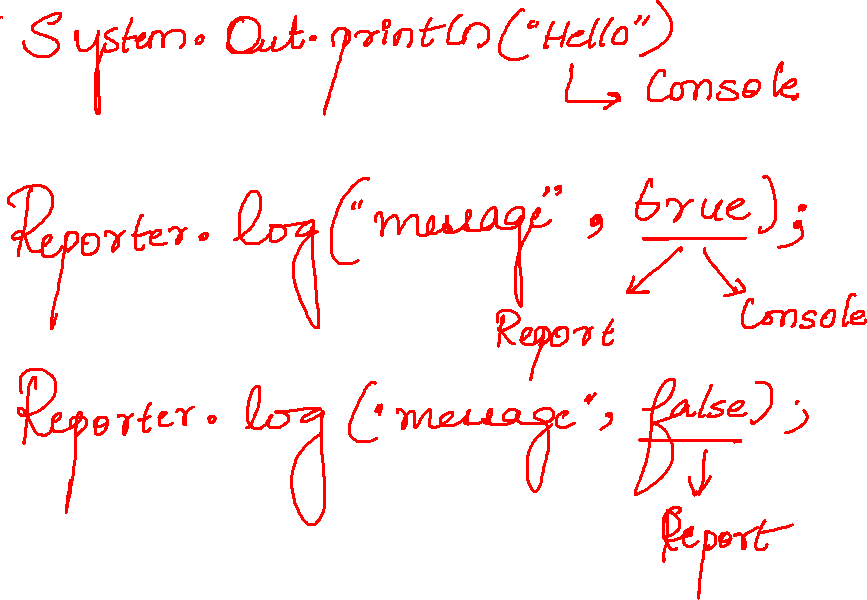 System. Out. println("Hello")
↳ Console
Reporter. log("message", true);
Report Console
Reporter. log("message", false);
Report